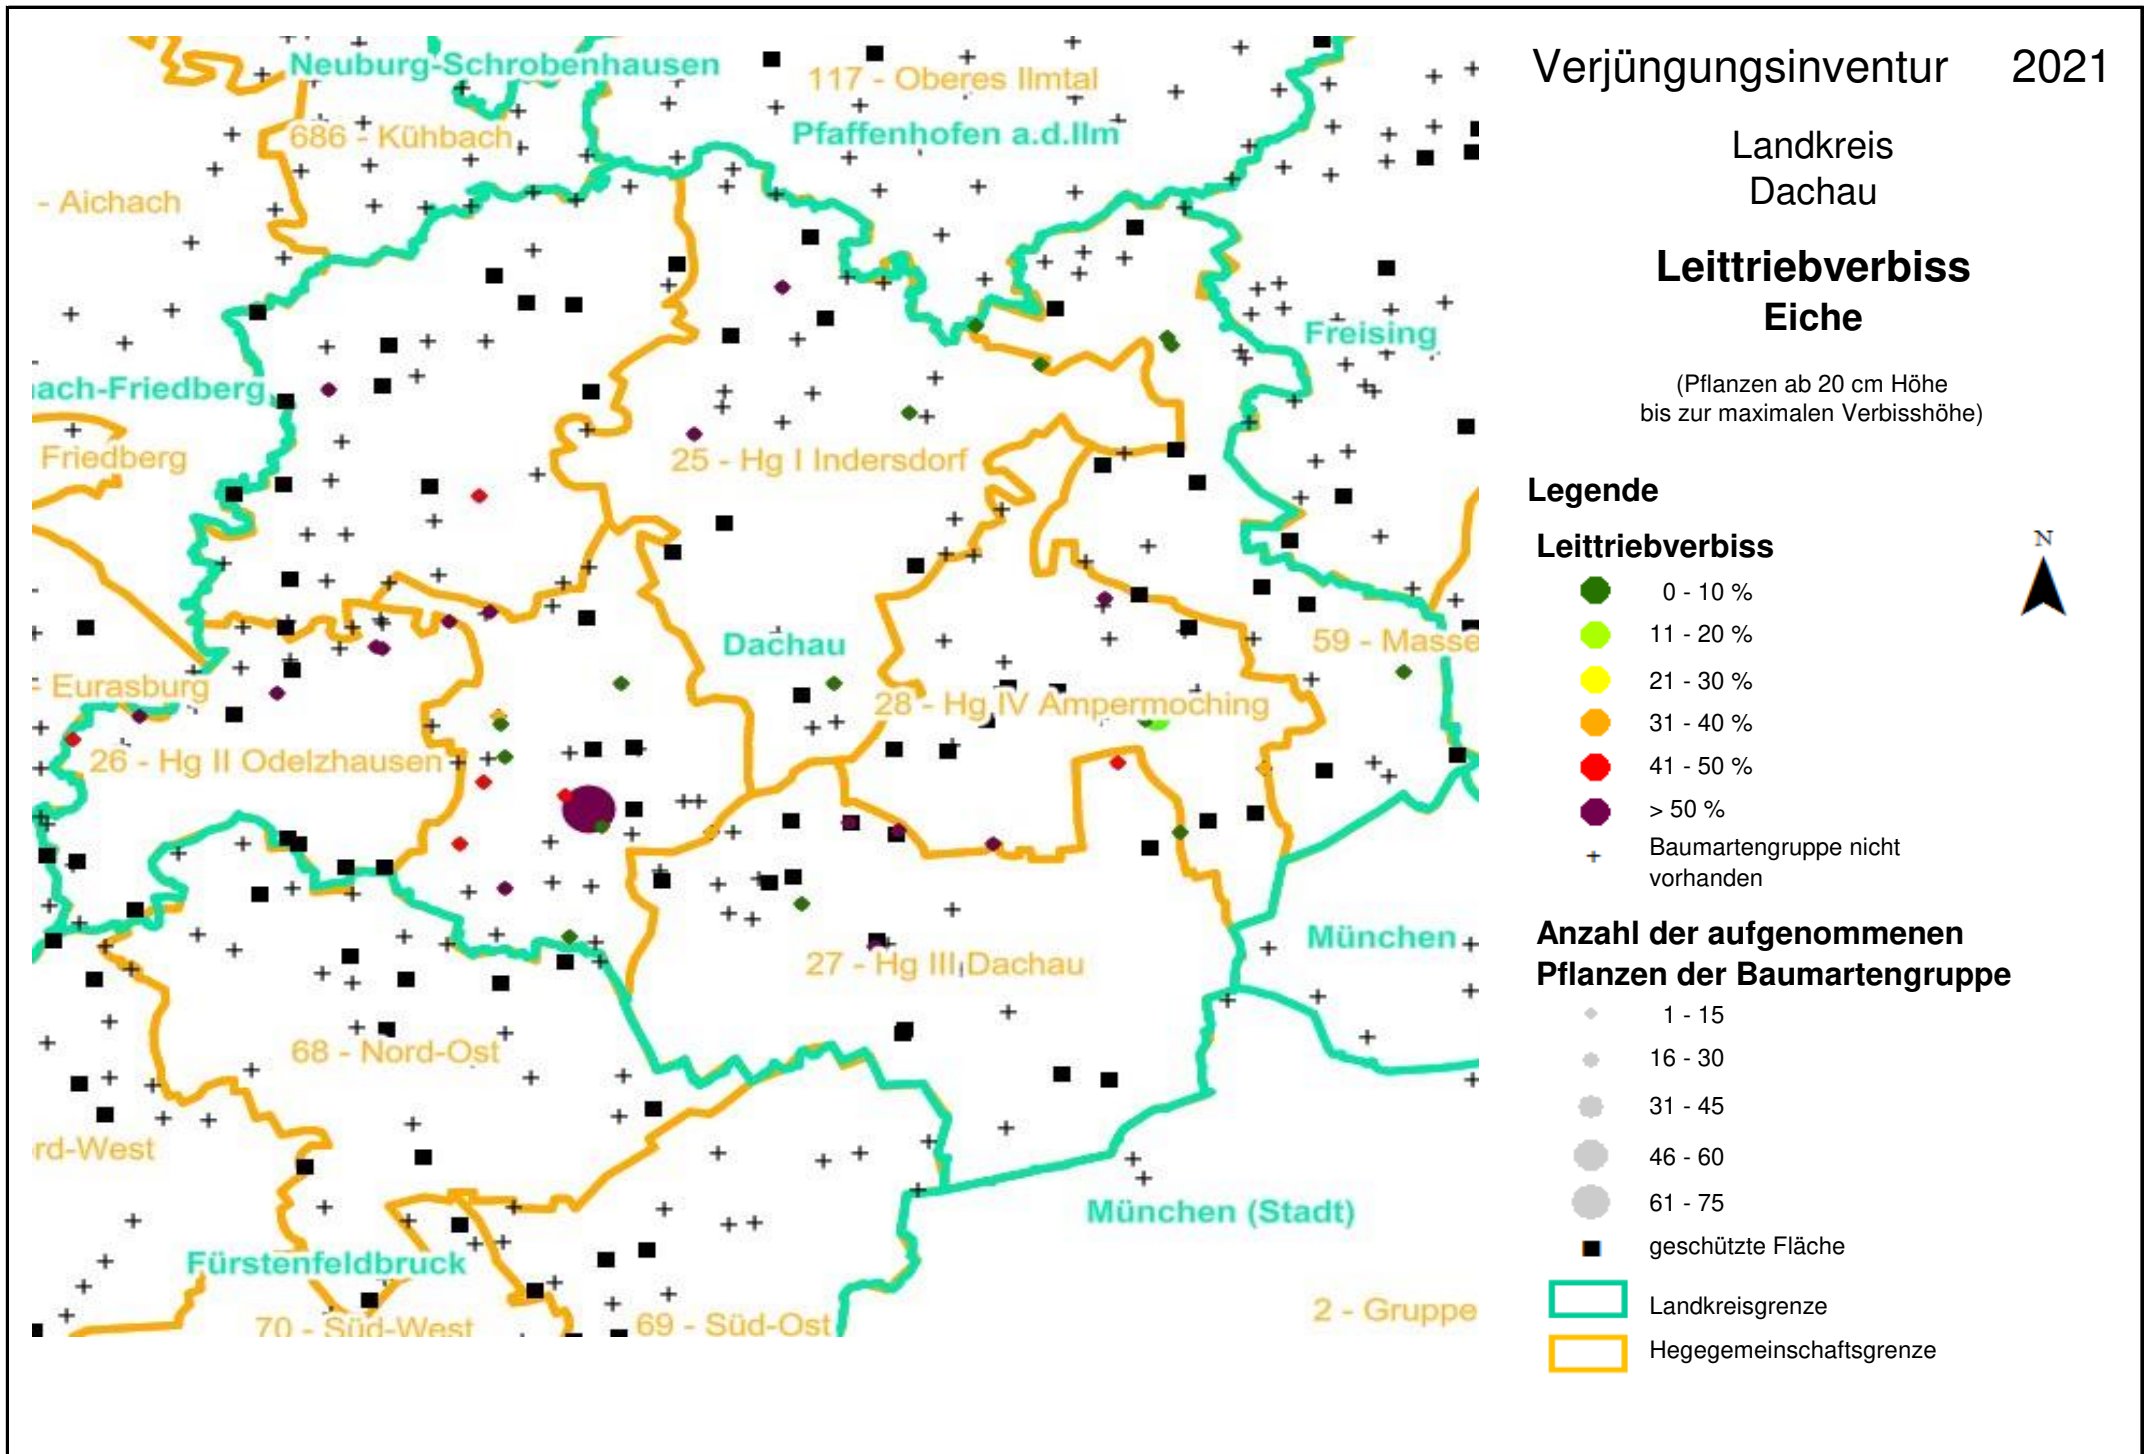 Verjüngungsinventur 2021
Landkreis
Dachau
Leittriebverbiss
Eiche
(Pflanzen ab 20 cm Höhe
bis zur maximalen Verbisshöhe)
Legende
Leittriebverbiss
0 - 10 %
11 - 20 %
21 - 30 %
31 - 40 %
41 - 50 %
> 50 %
Baumartengruppe nicht
vorhanden
Anzahl der aufgenommenen
Pflanzen der Baumartengruppe
1 - 15
16 - 30
31 - 45
46 - 60
61 - 75
geschützte Fläche
Landkreisgrenze
Hegegemeinschaftsgrenze
N
Neuburg-Schrobenhausen
117 - Oberes Ilmtal
686 - Kühbach
Pfaffenhofen a.d.Ilm
- Aichach
Freising
ach-Friedberg
Friedberg
25 - Hg I Indersdorf
Dachau
59 - Masse
- Eurasburg
28 - Hg IV Ampermoching
26 - Hg II Odelzhausen
München
27 - Hg III Dachau
68 - Nord-Ost
rd-West
München (Stadt)
Fürstenfeldbruck
70 - Süd-West
69 - Süd-Ost
2 - Gruppe